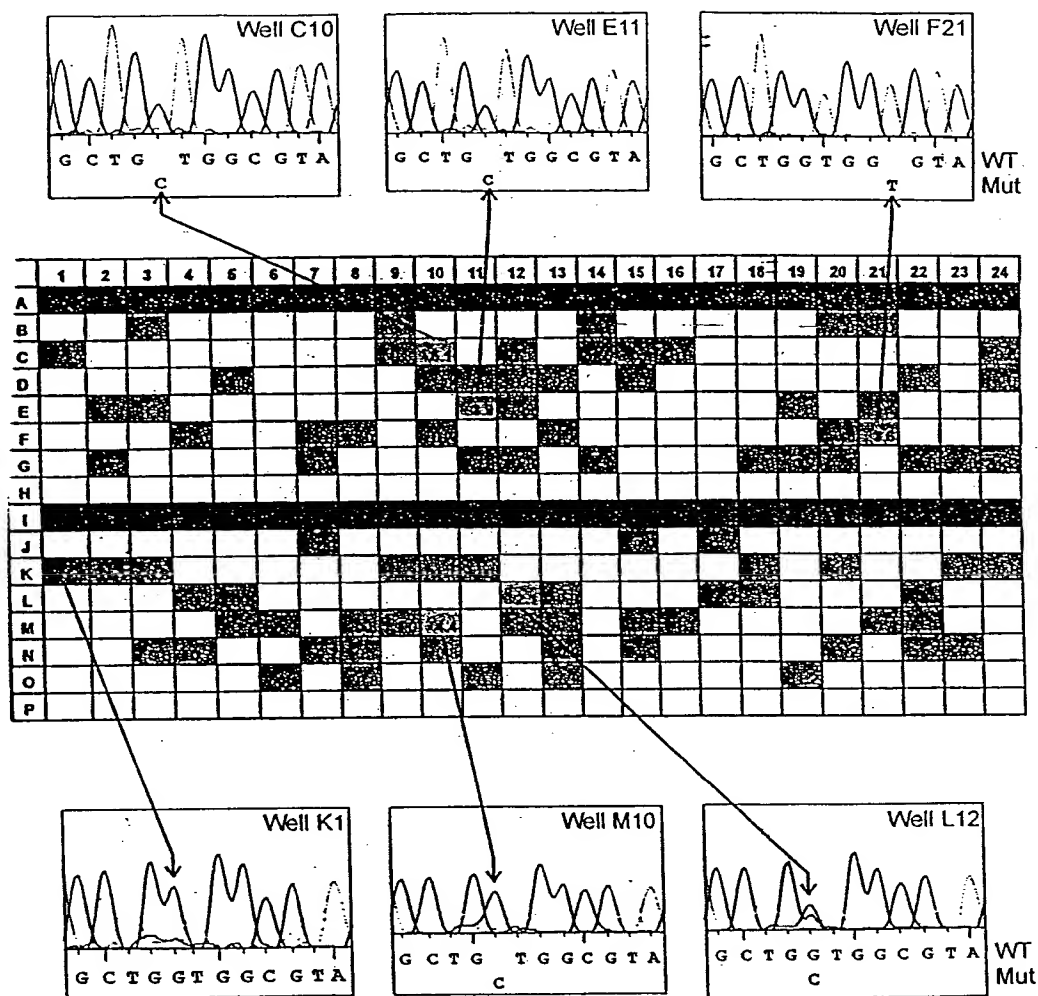 Well C10
G C T G T G G C G T A
C
Well E11
G C T G T G G C G T A
C
Well F21
G C T G G T G G G T A WT
T Mut
1 2 3 4 5 6 7 8 9 10 11 12 13 14 15 16 17 18 19 20 21 22 23 24
A
B
C
D
E
F
G
H
I
J
K
L
M
N
O
P
Well K1
G C T G G T G G C G T A
Well M10
G C T G T G G C G T A
C
Well L12
G C T G G T G G C G T A WT
C Mut